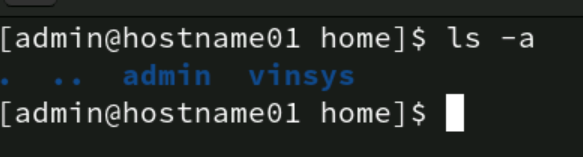 [admin@hostname01 home]$ ls -a
.  ..  admin  vinsys
[admin@hostname01 home]$